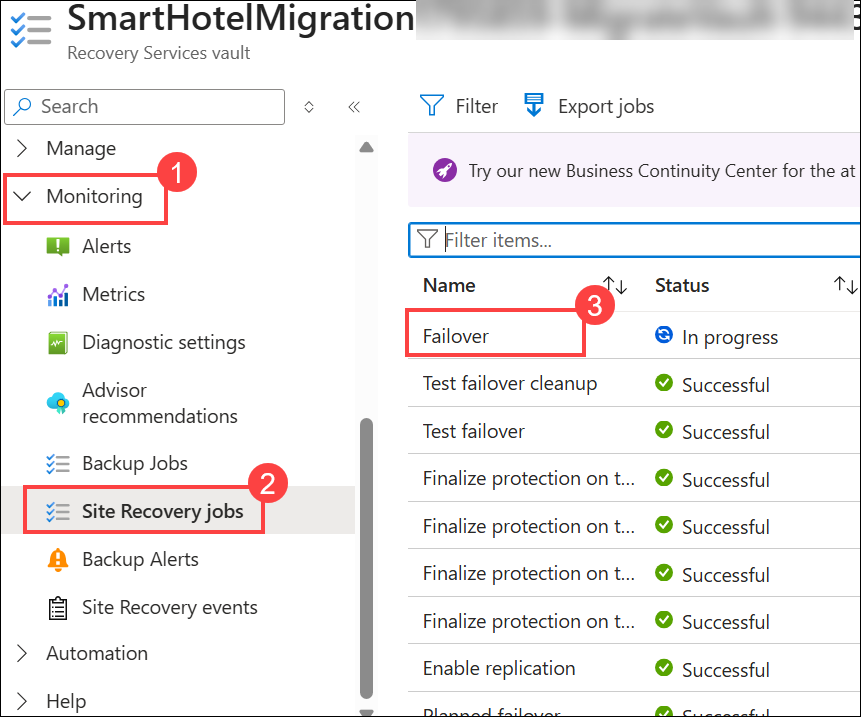 SmartHotelMigration
Recovery Services vault
Search
Manage
1
Monitoring
Alerts
Metrics
Diagnostic settings
Advisor
recommendations
Backup Jobs
2
Site Recovery jobs
Backup Alerts
Site Recovery events
Automation
Help
Filter
Export jobs
Try our new Business Continuity Center for the at
Filter items...
Name
Status
3
Failover
In progress
Test failover cleanup
Successful
Test failover
Successful
Finalize protection on t...
Successful
Finalize protection on t...
Successful
Finalize protection on t...
Successful
Finalize protection on t...
Successful
Enable replication
Successful
Planned failover
Successful